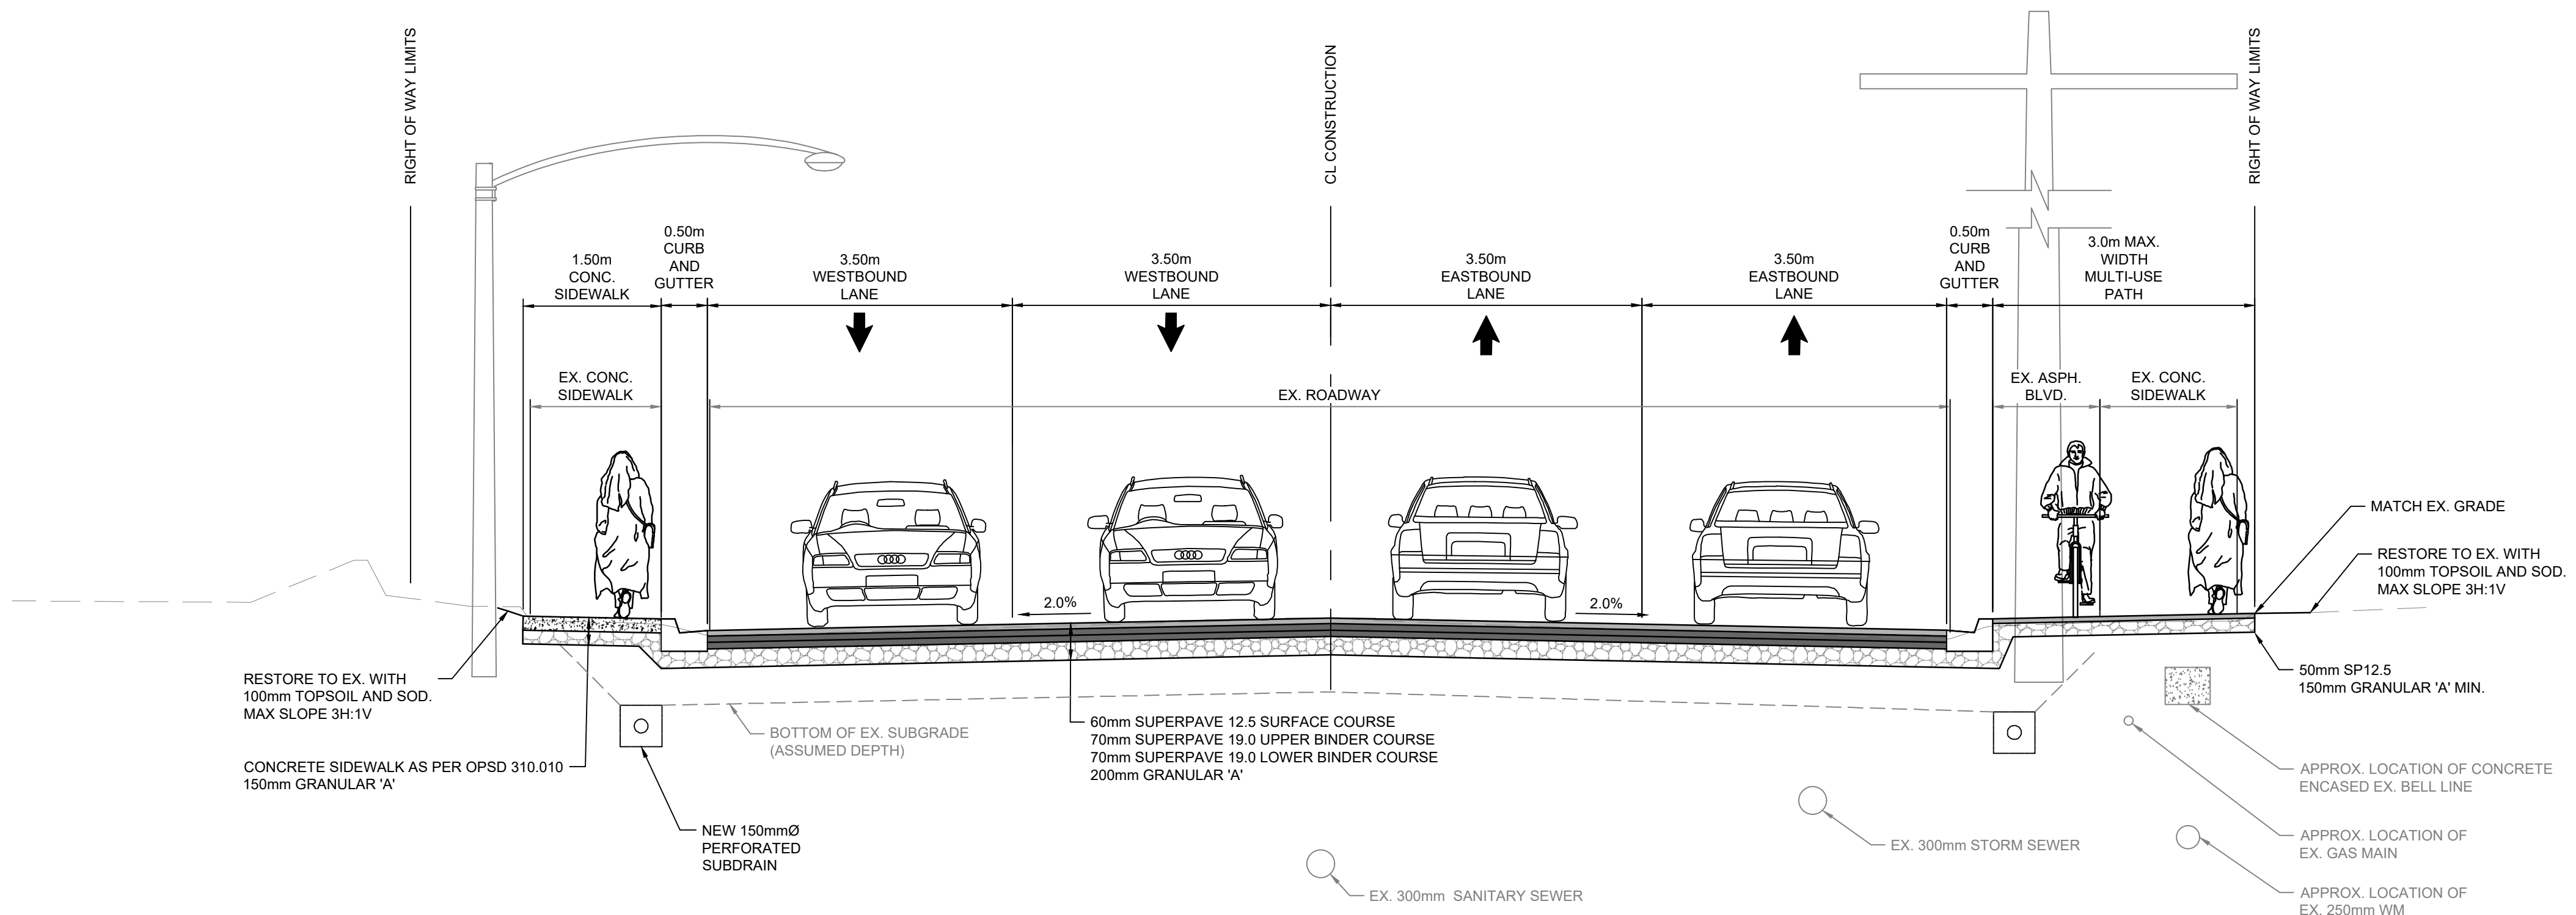 RIGHT OF WAY LIMITS
CL CONSTRUCTION
RIGHT OF WAY LIMITS
1.50m
CONC.
SIDEWALK
0.50m
CURB
AND
GUTTER
3.50m
WESTBOUND
LANE
3.50m
WESTBOUND
LANE
3.50m
EASTBOUND
LANE
3.50m
EASTBOUND
LANE
0.50m
CURB
AND
GUTTER
3.0m MAX.
WIDTH
MULTI-USE
PATH
EX. CONC.
SIDEWALK
EX. ROADWAY
EX. ASPH.
BLVD.
EX. CONC.
SIDEWALK
2.0%
2.0%
MATCH EX. GRADE
RESTORE TO EX. WITH
100mm TOPSOIL AND SOD.
MAX SLOPE 3H:1V
RESTORE TO EX. WITH
100mm TOPSOIL AND SOD.
MAX SLOPE 3H:1V
50mm SP12.5
150mm GRANULAR 'A' MIN.
CONCRETE SIDEWALK AS PER OPSD 310.010
150mm GRANULAR 'A'
BOTTOM OF EX. SUBGRADE
(ASSUMED DEPTH)
60mm SUPERPAVE 12.5 SURFACE COURSE
70mm SUPERPAVE 19.0 UPPER BINDER COURSE
70mm SUPERPAVE 19.0 LOWER BINDER COURSE
200mm GRANULAR 'A'
NEW 150mmØ
PERFORATED
SUBDRAIN
EX. 300mm SANITARY SEWER
EX. 300mm STORM SEWER
APPROX. LOCATION OF CONCRETE
ENCASED EX. BELL LINE
APPROX. LOCATION OF
EX. GAS MAIN
APPROX. LOCATION OF
EX. 250mm WM